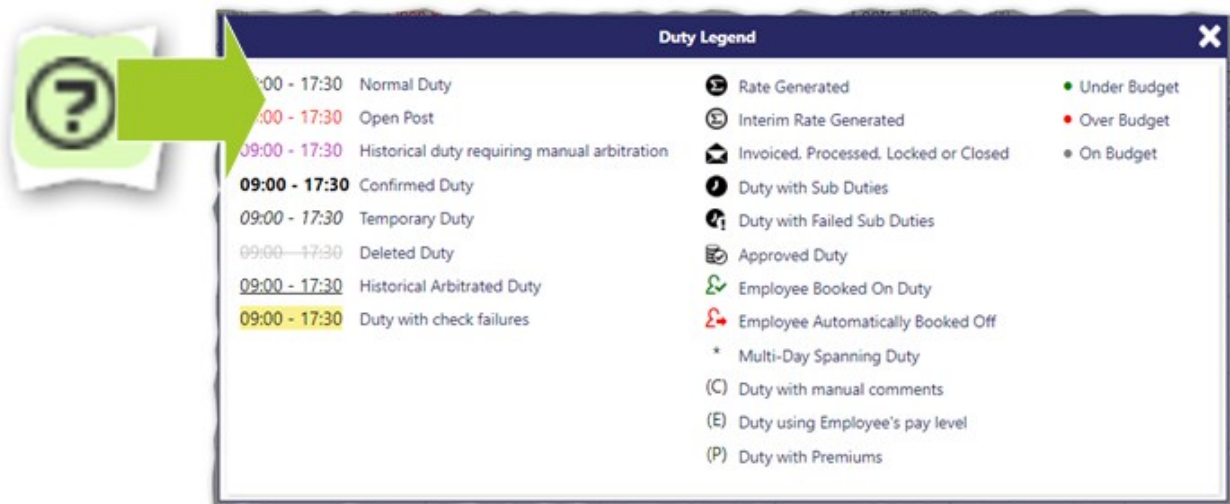 Duty Legend
:00 - 17:30 Normal Duty
:00 - 17:30 Open Post
09:00 - 17:30 Historical duty requiring manual arbitration
09:00 - 17:30 Confirmed Duty
09:00 - 17:30 Temporary Duty
09:00 - 17:30 Deleted Duty
09:00 - 17:30 Historical Arbitrated Duty
09:00 - 17:30 Duty with check failures
Rate Generated
Interim Rate Generated
Invoiced, Processed, Locked or Closed
Duty with Sub Duties
Duty with Failed Sub Duties
Approved Duty
Employee Booked On Duty
Employee Automatically Booked Off
* Multi-Day Spanning Duty
(C) Duty with manual comments
(E) Duty using Employee's pay level
(P) Duty with Premiums
Under Budget
Over Budget
On Budget